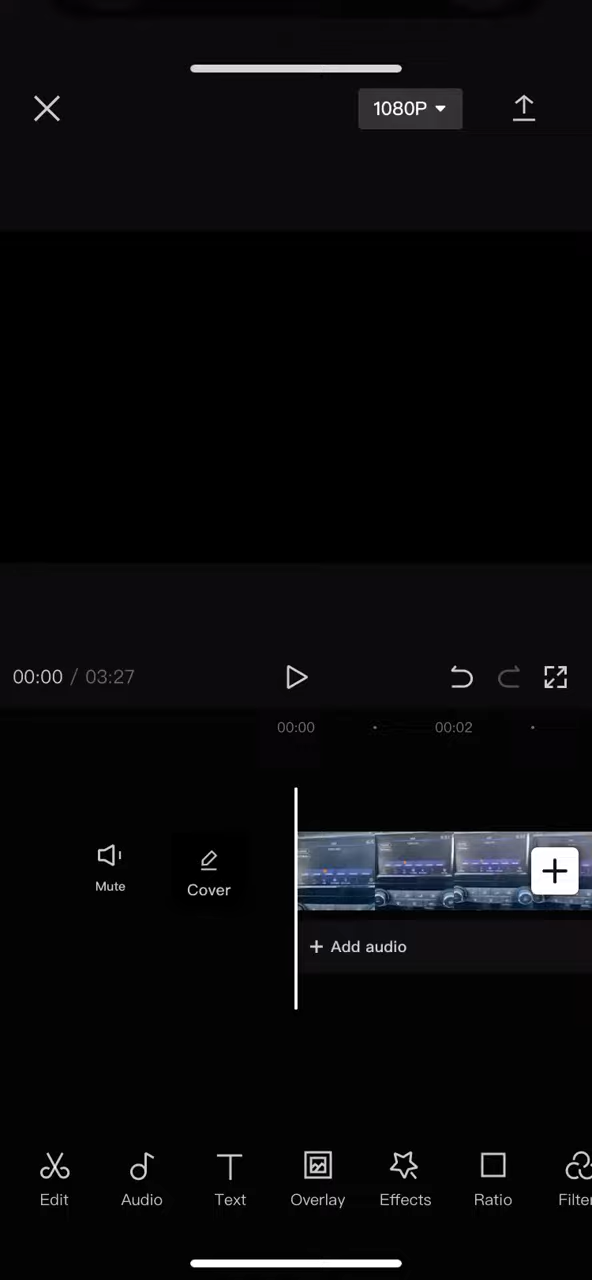 1080P
00:00 / 03:27
00:00
00:02
Mute
Cover
+ Add audio
Edit
Audio
Text
Overlay
Effects
Ratio
Filter